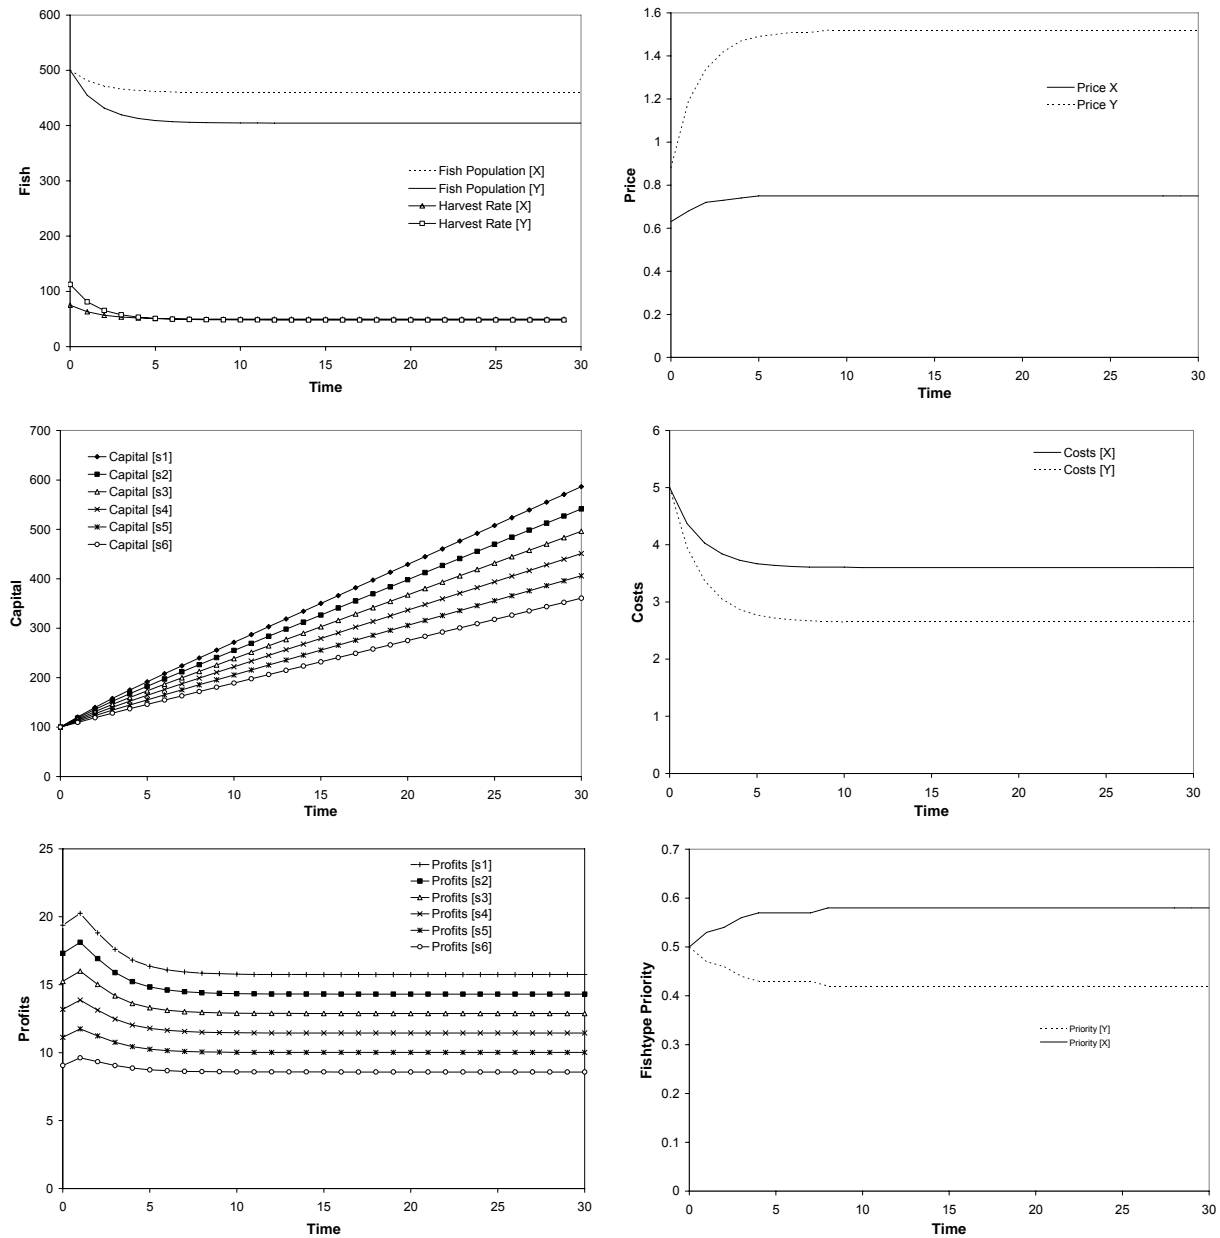 600
500
400
300
200
100
0
Fish
Fish Population [X]
Fish Population [Y]
Harvest Rate [X]
Harvest Rate [Y]
0 5 10 15 20 25 30
Time
1.6
1.4
1.2
1
0.8
0.6
0.4
0.2
0
Price
Price X
Price Y
0 5 10 15 20 25 30
Time
700
600
500
400
300
200
100
0
Capital
Capital [s1]
Capital [s2]
Capital [s3]
Capital [s4]
Capital [s5]
Capital [s6]
0 5 10 15 20 25 30
Time
6
5
4
3
2
1
0
Costs
Costs [X]
Costs [Y]
0 5 10 15 20 25 30
Time
25
20
15
10
5
0
Profits
Profits [s1]
Profits [s2]
Profits [s3]
Profits [s4]
Profits [s5]
Profits [s6]
0 5 10 15 20 25 30
Time
0.7
0.6
0.5
0.4
0.3
0.2
0.1
0
Fishtype Priority
Priority [Y]
Priority [X]
0 5 10 15 20 25 30
Time